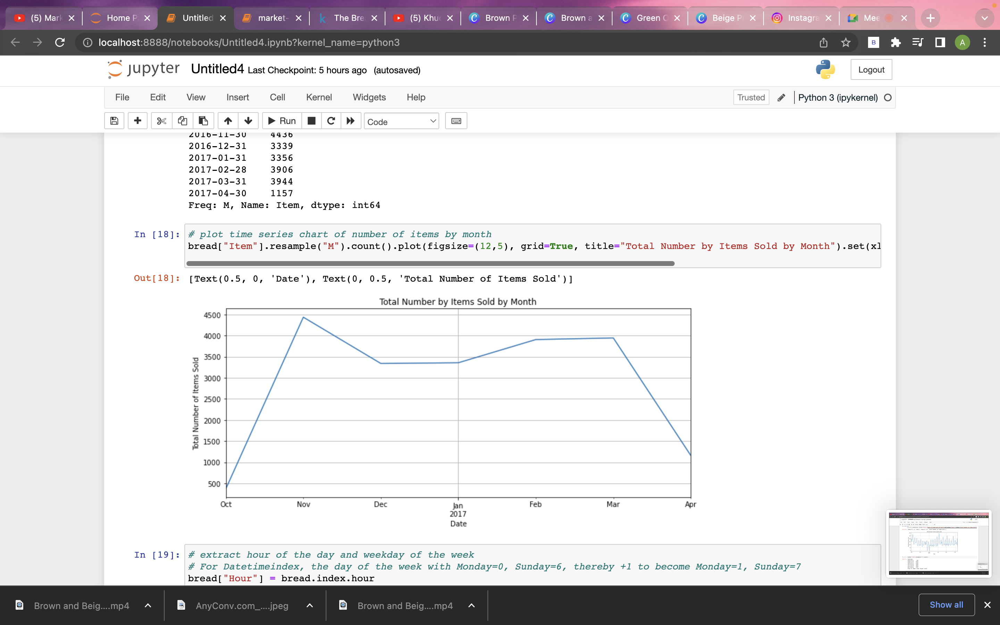 (5) Mark
Home P
Untitled
market-
The Bre
(5) Khu
Brown P
Brown a
Green C
Beige P
Instagra
Mee
localhost:8888/notebooks/Untitled4.ipynb?kernel_name=python3
B
A
jupyter Untitled4 Last Checkpoint: 5 hours ago (autosaved)
Logout
File Edit View Insert Cell Kernel Widgets Help
Trusted
Python 3 (ipykernel)
Run
Code
2016-11-30 4436
2016-12-31 3339
2017-01-31 3356
2017-02-28 3906
2017-03-31 3944
2017-04-30 1157
Freq: M, Name: Item, dtype: int64
In [18]:
# plot time series chart of number of items by month
bread["Item"].resample("M").count().plot(figsize=(12,5), grid=True, title="Total Number by Items Sold by Month").set(xl
Out[18]: [Text(0.5, 0, 'Date'), Text(0, 0.5, 'Total Number of Items Sold')]
Total Number by Items Sold by Month
Total Number of Items Sold
4500
4000
3500
3000
2500
2000
1500
1000
500
Oct Nov Dec Jan Feb Mar Apr
2017
Date
In [19]:
# extract hour of the day and weekday of the week
# For Datetimeindex, the day of the week with Monday=0, Sunday=6, thereby +1 to become Monday=1, Sunday=7
bread["Hour"] = bread.index.hour
Brown and Beig....mp4
AnyConv.com_....jpeg
Brown and Beig....mp4
Show all